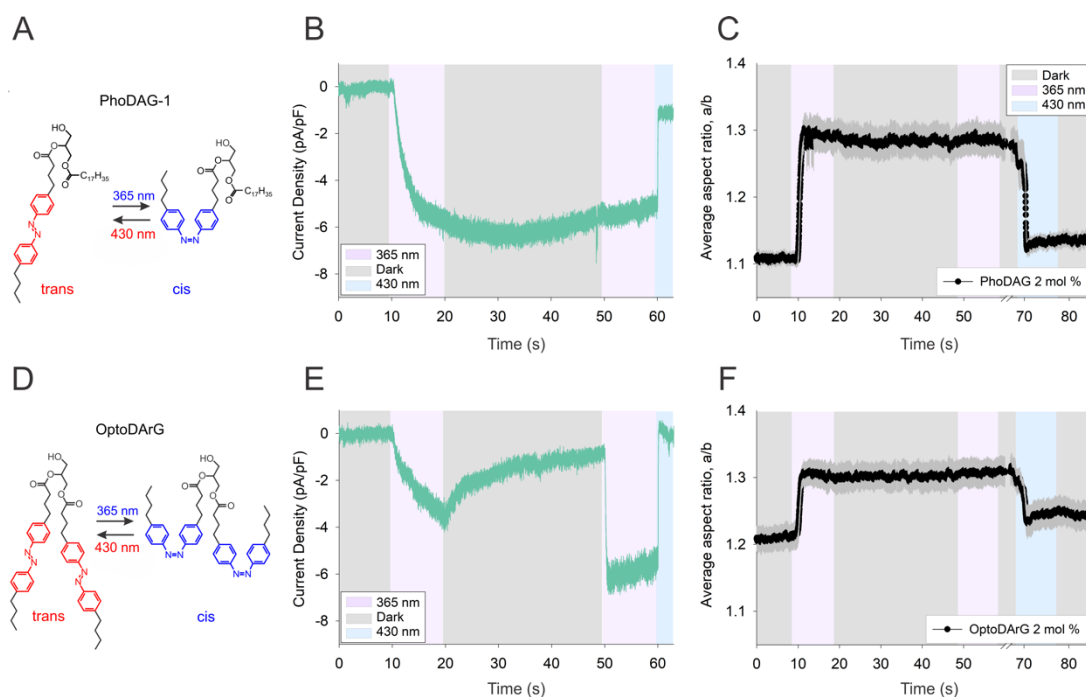 A
PhoDAG-1
HO
O
O
O
O
C17H35
N
N
365 nm
430 nm
trans
HO
O
O
O
O
C17H35
N=N
cis
B
Current Density (pA/pF)
0
-2
-4
-6
-8
365 nm
Dark
430 nm
0 10 20 30 40 50 60
Time (s)
C
Average aspect ratio, a/b
1.4
1.3
1.2
1.1
Dark
365 nm
430 nm
PhoDAG 2 mol %
0 10 20 30 40 50 // 70 80
Time (s)
D
OptoDArG
HO
O
O
O
O
N
N
N
N
365 nm
430 nm
trans
HO
O
O
O
O
N=N
N=N
cis
E
Current Density (pA/pF)
0
-2
-4
-6
-8
365 nm
Dark
430 nm
0 10 20 30 40 50 60
Time (s)
F
Average aspect ratio, a/b
1.4
1.3
1.2
1.1
OptoDArG 2 mol %
0 10 20 30 40 50 // 70 80
Time (s)